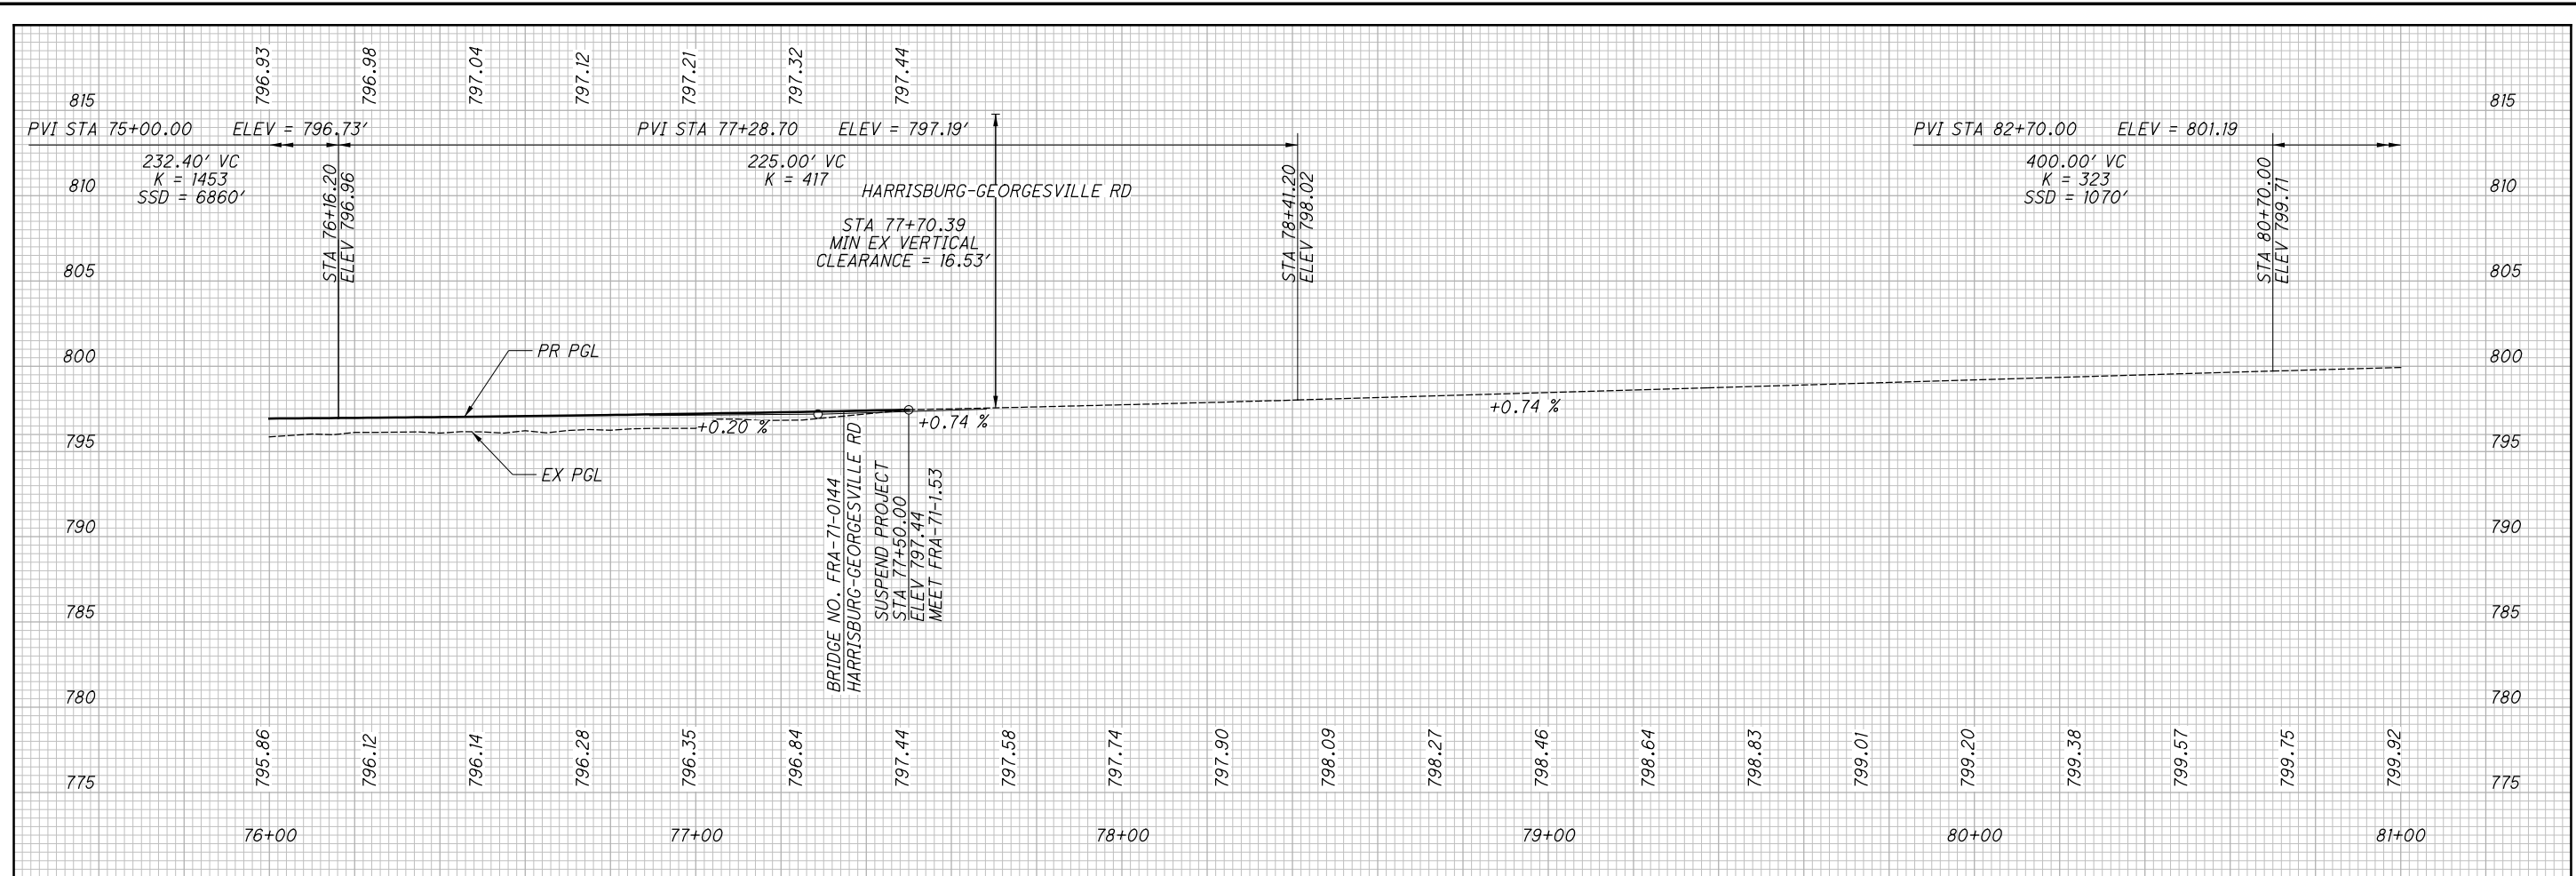 796.93
796.98
797.04
797.12
797.21
797.32
797.44
815
815
PVI STA 75+00.00 ELEV = 796.73'
232.40' VC
K = 1453
SSD = 6860'
STA 76+16.20
ELEV 796.96
PVI STA 77+28.70 ELEV = 797.19'
225.00' VC
K = 417
HARRISBURG-GEORGESVILLE RD
STA 77+70.39
MIN EX VERTICAL
CLEARANCE = 16.53'
STA 78+41.20
ELEV 798.02
PVI STA 82+70.00 ELEV = 801.19
400.00' VC
K = 323
SSD = 1070'
STA 80+70.00
ELEV 799.71
810
810
805
805
800
800
PR PGL
+0.20 %
+0.74 %
+0.74 %
795
795
EX PGL
BRIDGE NO. FRA-71-0144
HARRISBURG-GEORGESVILLE RD
SUSPEND PROJECT
STA 77+50.00
ELEV 797.44
MEET FRA-71-1.53
790
790
785
785
780
780
795.86
796.12
796.14
796.28
796.35
796.84
797.44
797.58
797.74
797.90
798.09
798.27
798.46
798.64
798.83
799.01
799.20
799.38
799.57
799.75
799.92
775
775
76+00
77+00
78+00
79+00
80+00
81+00